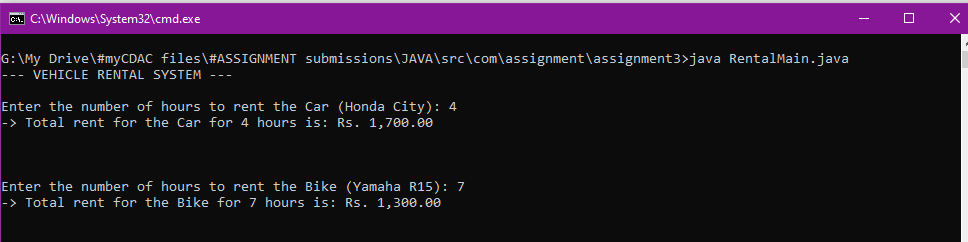 C:\Windows\System32\cmd.exe
G:\My Drive\#myCDAC files\#ASSIGNMENT submissions\JAVA\src\com\assignment\assignment3>java RentalMain.java
--- VEHICLE RENTAL SYSTEM ---
Enter the number of hours to rent the Car (Honda City): 4
-> Total rent for the Car for 4 hours is: Rs. 1,700.00
Enter the number of hours to rent the Bike (Yamaha R15): 7
-> Total rent for the Bike for 7 hours is: Rs. 1,300.00